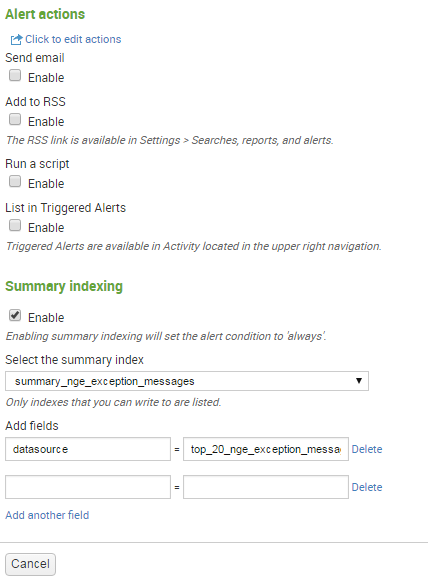 Alert actions
Click to edit actions
Send email
Enable
Add to RSS
Enable
The RSS link is available in Settings > Searches, reports, and alerts.
Run a script
Enable
List in Triggered Alerts
Enable
Triggered Alerts are available in Activity located in the upper right navigation.
Summary indexing
Enable
Enabling summary indexing will set the alert condition to 'always'.
Select the summary index
summary_nge_exception_messages
Only indexes that you can write to are listed.
Add fields
datasource = top_20_nge_exception_messa Delete
= Delete
Add another field
Cancel